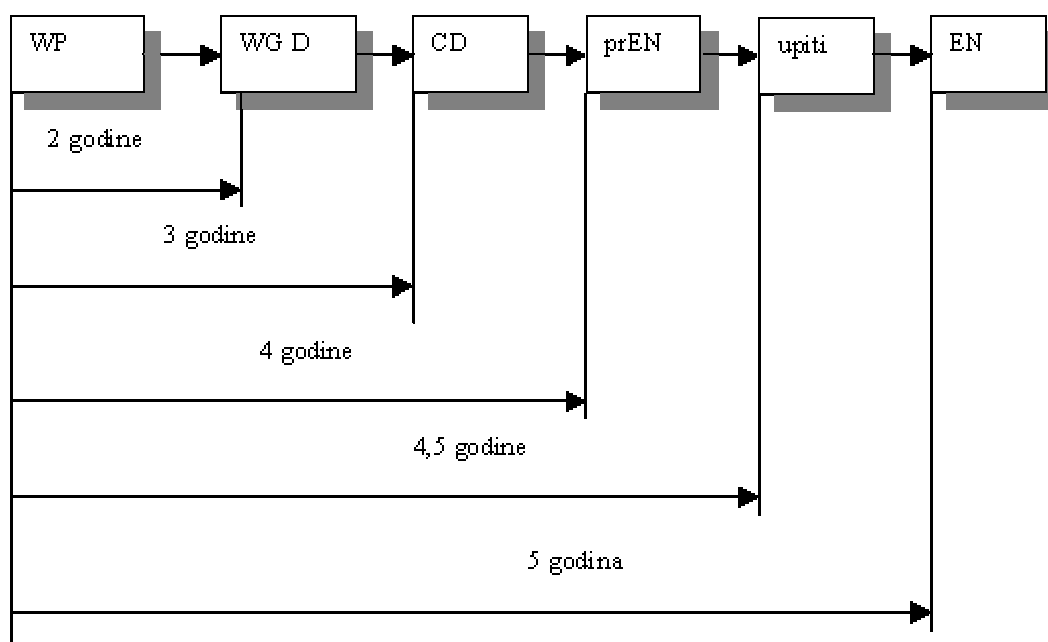 WP
WG D
CD
prEN
upiti
EN
2 godine
3 godine
4 godine
4,5 godine
5 godina